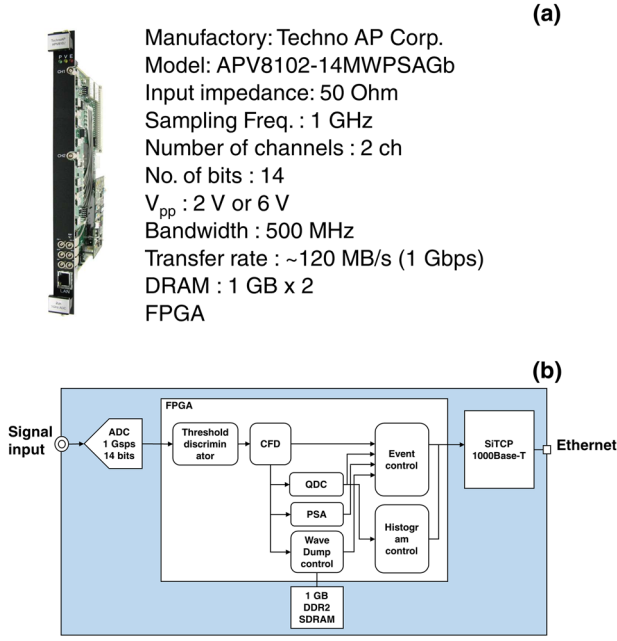 (a)
Manufactory: Techno AP Corp.
Model: APV8102-14MWPSAGb
Input impedance: 50 Ohm
Sampling Freq. : 1 GHz
Number of channels : 2 ch
No. of bits : 14
Vpp : 2 V or 6 V
Bandwidth : 500 MHz
Transfer rate : ~120 MB/s (1 Gbps)
DRAM : 1 GB x 2
FPGA
CH1
CH2
LAN
(b)
FPGA
Signal
input
ADC
1 Gsps
14 bits
Threshold
discrimin
ator
CFD
QDC
PSA
Wave
Dump
control
Event
control
Histogr
am
control
SiTCP
1000Base-T
Ethernet
1 GB
DDR2
SDRAM